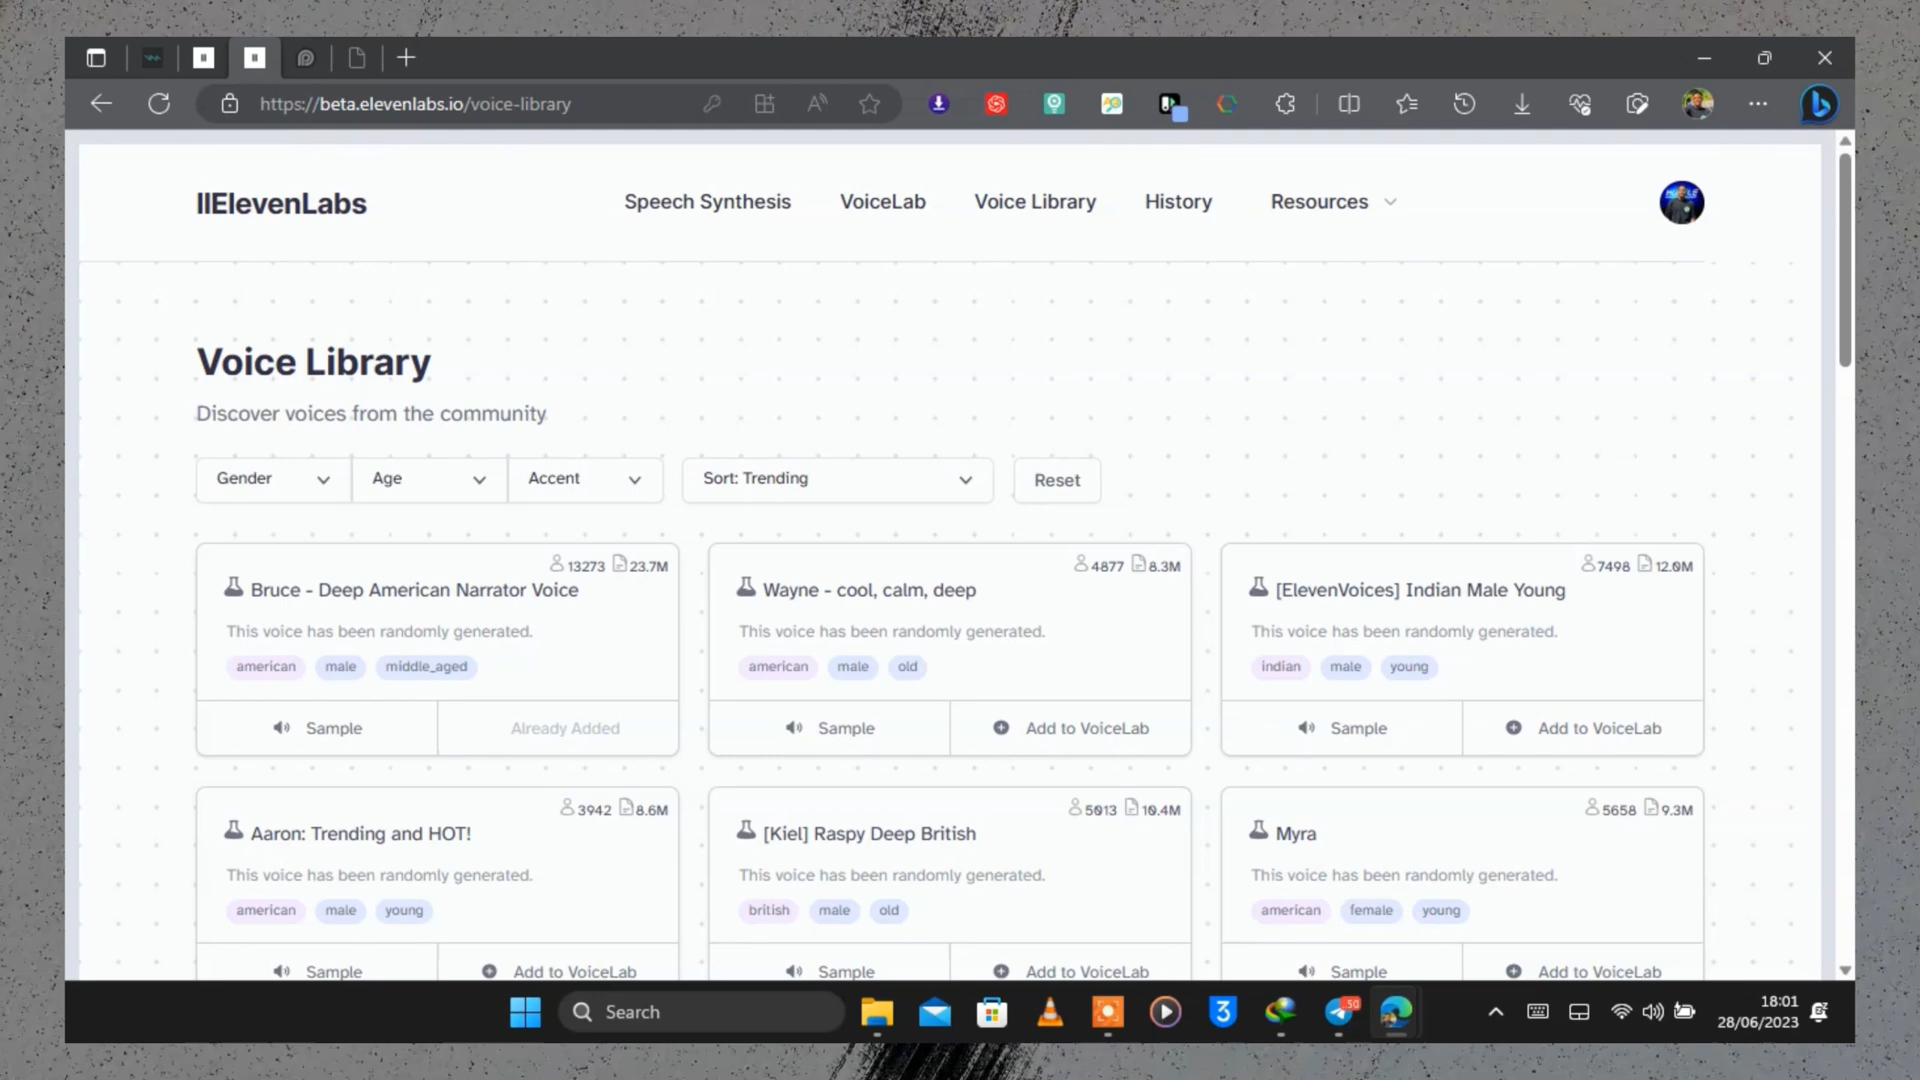 https://beta.elevenlabs.io/voice-library
IIElevenLabs
Speech Synthesis
VoiceLab
Voice Library
History
Resources
Voice Library
Discover voices from the community
Gender
Age
Accent
Sort: Trending
Reset
13273 23.7M
Bruce - Deep American Narrator Voice
This voice has been randomly generated.
american male middle_aged
Sample
Already Added
4877 8.3M
Wayne - cool, calm, deep
This voice has been randomly generated.
american male old
Sample
Add to VoiceLab
7498 12.0M
[ElevenVoices] Indian Male Young
This voice has been randomly generated.
indian male young
Sample
Add to VoiceLab
3942 8.6M
Aaron: Trending and HOT!
This voice has been randomly generated.
american male young
Sample
Add to VoiceLab
5013 10.4M
[Kiel] Raspy Deep British
This voice has been randomly generated.
british male old
Sample
Add to VoiceLab
5658 9.3M
Myra
This voice has been randomly generated.
american female young
Sample
Add to VoiceLab
Search
3
50
18:01
28/06/2023